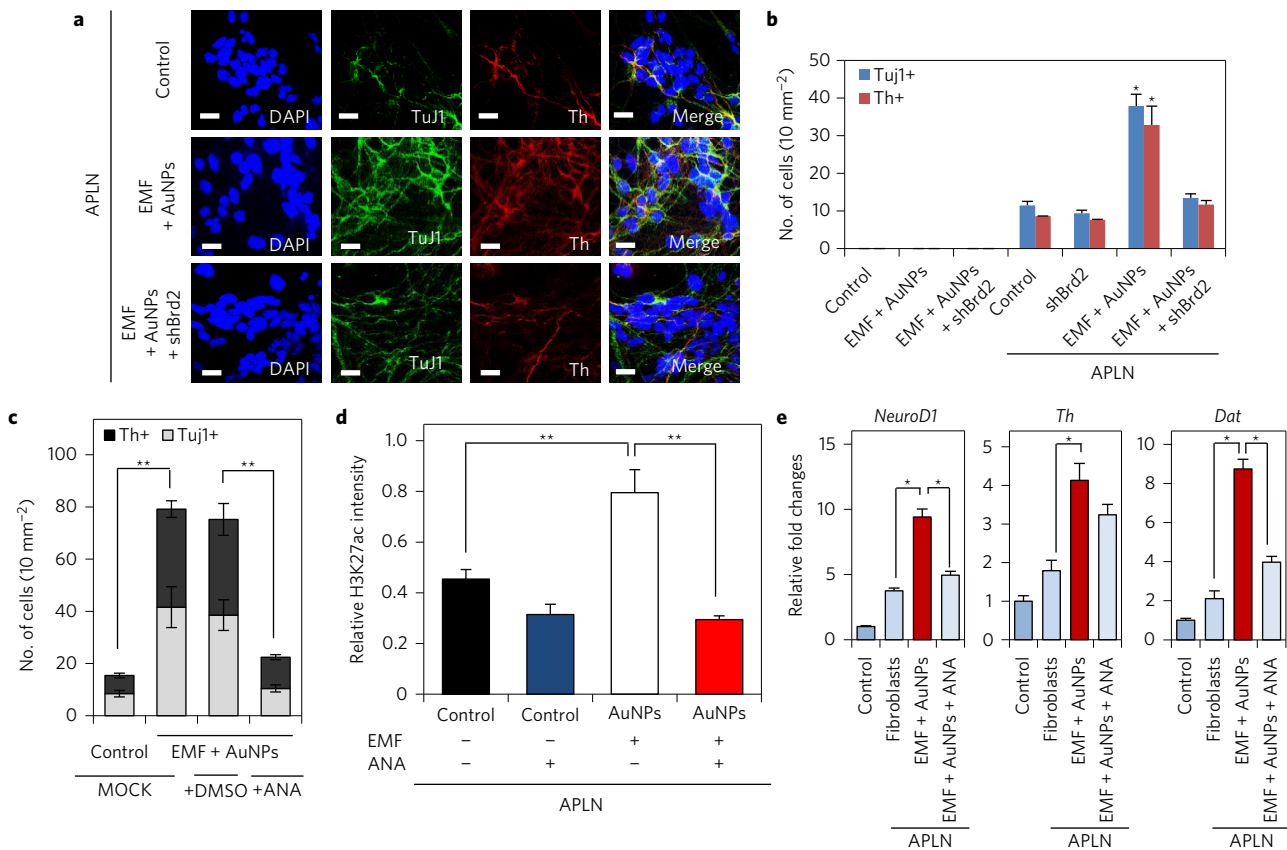 a
APLN
Control
DAPI
TuJ1
Th
Merge
EMF
+ AuNPs
DAPI
TuJ1
Th
Merge
EMF
+ AuNPs
+ shBrd2
DAPI
TuJ1
Th
Merge
b
Tuj1+
Th+
No. of cells (10 mm⁻²)
50
40
30
20
10
0
* *
Control
EMF + AuNPs
EMF + AuNPs
+ shBrd2
Control
shBrd2
EMF + AuNPs
EMF + AuNPs
+ shBrd2
APLN
c
Th+ Tuj1+
No. of cells (10 mm⁻²)
100
80
60
40
20
0
** **
Control EMF + AuNPs
MOCK +DMSO +ANA
d
Relative H3K27ac intensity
1.0
0.8
0.6
0.4
0.2
0
** **
Control Control AuNPs AuNPs
EMF – – + +
ANA – + – +
APLN
e
Relative fold changes
NeuroD1
15
10
5
0
* *
Control
Fibroblasts
EMF + AuNPs
EMF + AuNPs + ANA
APLN
Th
5
4
3
2
1
0
*
Control
Fibroblasts
EMF + AuNPs
EMF + AuNPs + ANA
APLN
Dat
10
8
6
4
2
0
* *
Control
Fibroblasts
EMF + AuNPs
EMF + AuNPs + ANA
APLN